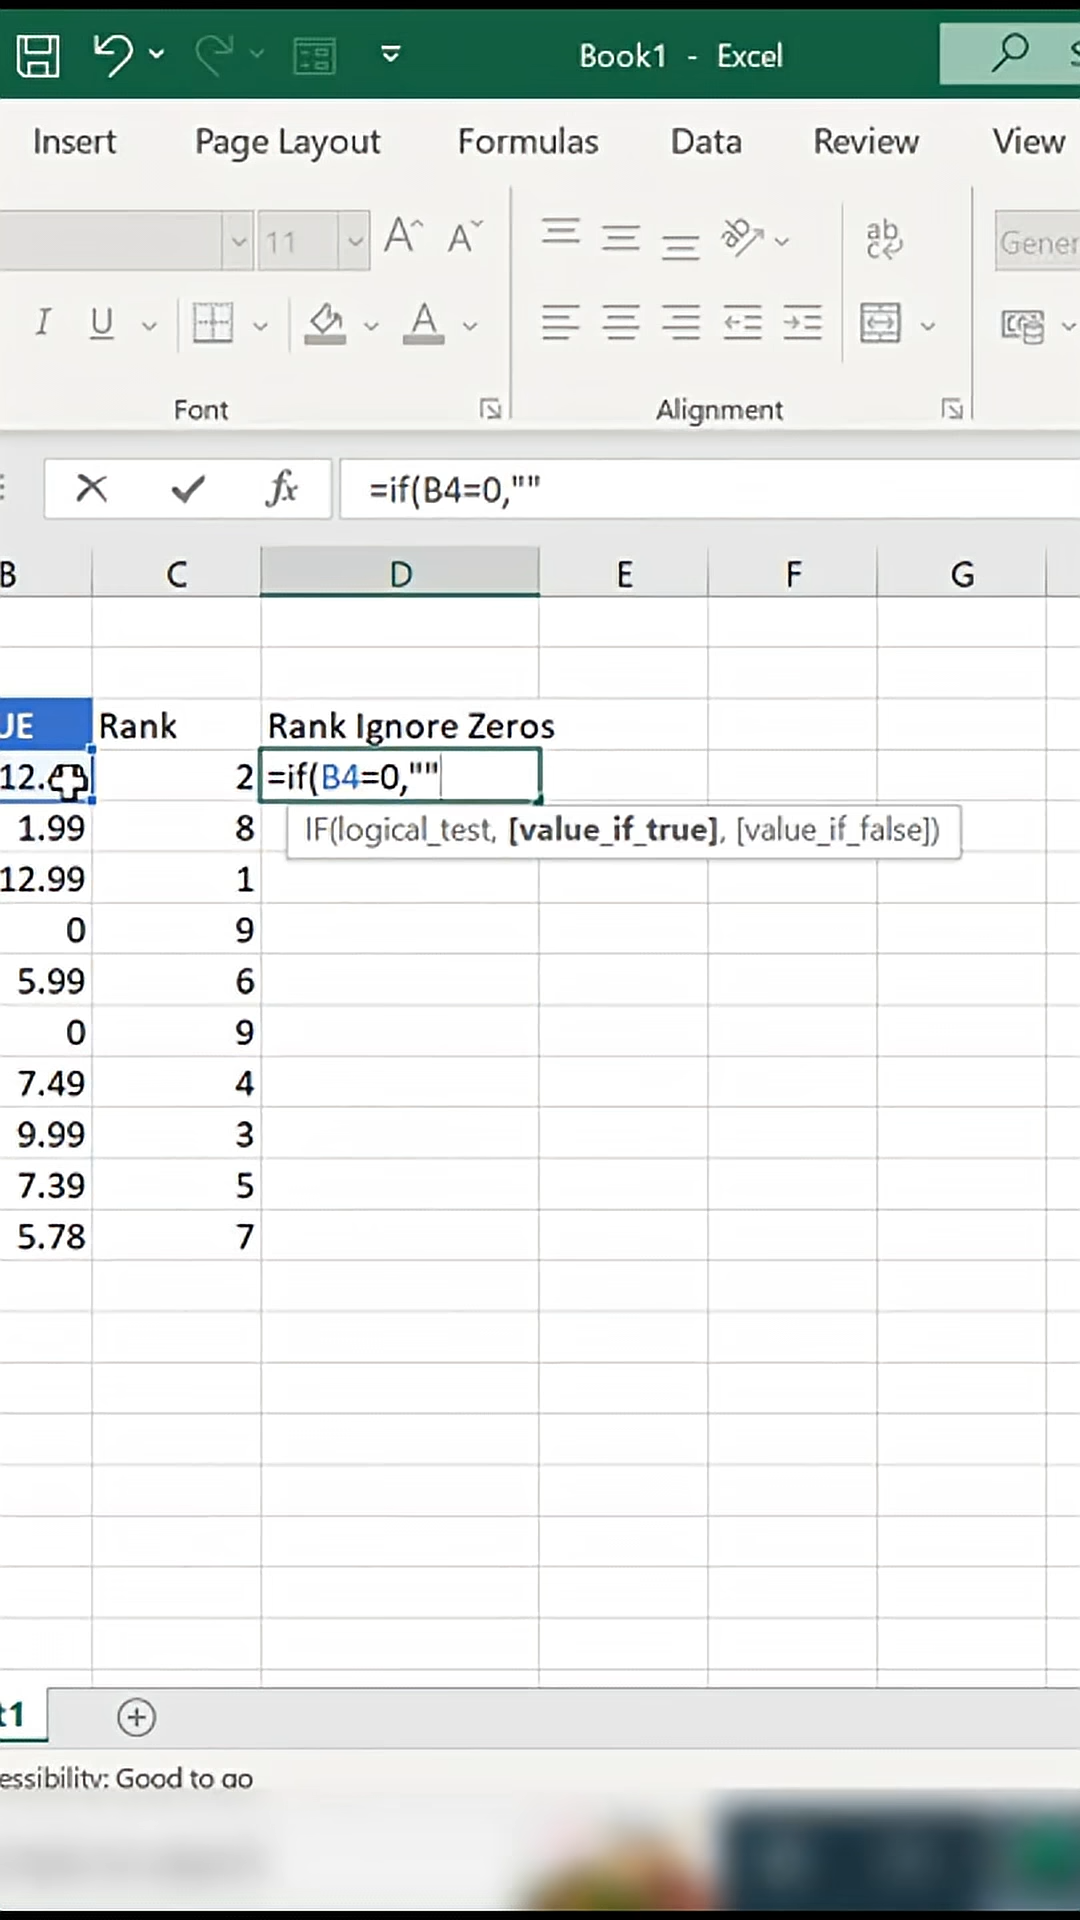 Book1 - Excel
Insert Page Layout Formulas Data Review View
11 A A Gener
I U A ab c
Font Alignment
fx =if(B4=0,""
B C D E F G
UE Rank Rank Ignore Zeros
12. 2 =if(B4=0,""
1.99 8 IF(logical_test, [value_if_true], [value_if_false])
12.99 1
0 9
5.99 6
0 9
7.49 4
9.99 3
7.39 5
5.78 7
t1
essibility: Good to go